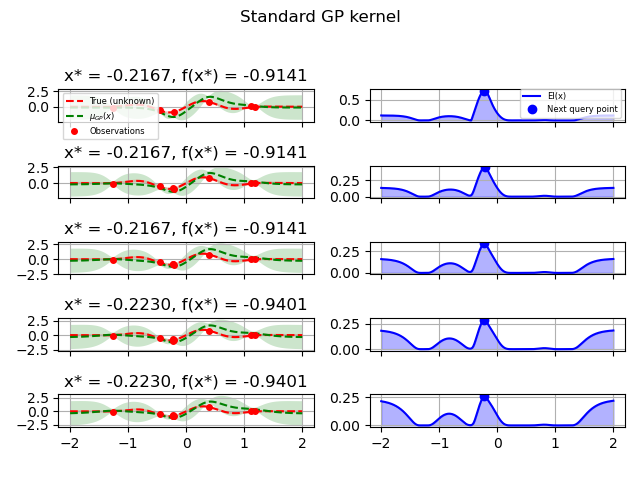 Standard GP kernel
x* = -0.2167, f(x*) = -0.9141
2.5
0.0
True (unknown)
μGP(x)
Observations
0.5
0.0
EI(x)
Next query point
x* = -0.2167, f(x*) = -0.9141
2.5
0.0
0.25
0.00
x* = -0.2167, f(x*) = -0.9141
2.5
0.0
−2.5
0.25
0.00
x* = -0.2230, f(x*) = -0.9401
2.5
0.0
−2.5
0.25
0.00
x* = -0.2230, f(x*) = -0.9401
2.5
0.0
−2.5
0.25
0.00
−2 −1 0 1 2
−2 −1 0 1 2